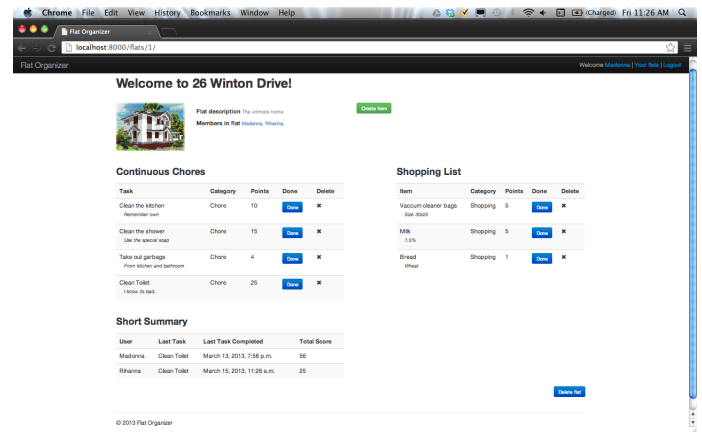 Chrome File Edit View History Bookmarks Window Help (Charged) Fri 11:26 AM
Flat Organizer
localhost:8000/flats/1/
Flat Organizer Welcome Madonna | Your flats | Logout
Welcome to 26 Winton Drive!
Flat description The ultimate home
Members in flat Madonna, Rihanna,
Create Item
Continuous Chores
Task Category Points Done Delete
Clean the kitchen Chore 10 Done ✖
Remember own
Clean the shower Chore 15 Done ✖
Use the special soap
Take out garbage Chore 4 Done ✖
From kitchen and bathroom
Clean Toilet Chore 25 Done ✖
I know its bad..
Shopping List
Item Category Points Done Delete
Vaccum cleaner bags Shopping 5 Done ✖
Size 30x25
Milk Shopping 5 Done ✖
1.5%
Bread Shopping 1 Done ✖
Wheat
Short Summary
User Last Task Last Task Completed Total Score
Madonna Clean Toilet March 13, 2013, 7:58 p.m. 56
Rihanna Clean Toilet March 15, 2013, 11:26 a.m. 25
Delete flat
© 2013 Flat Organizer